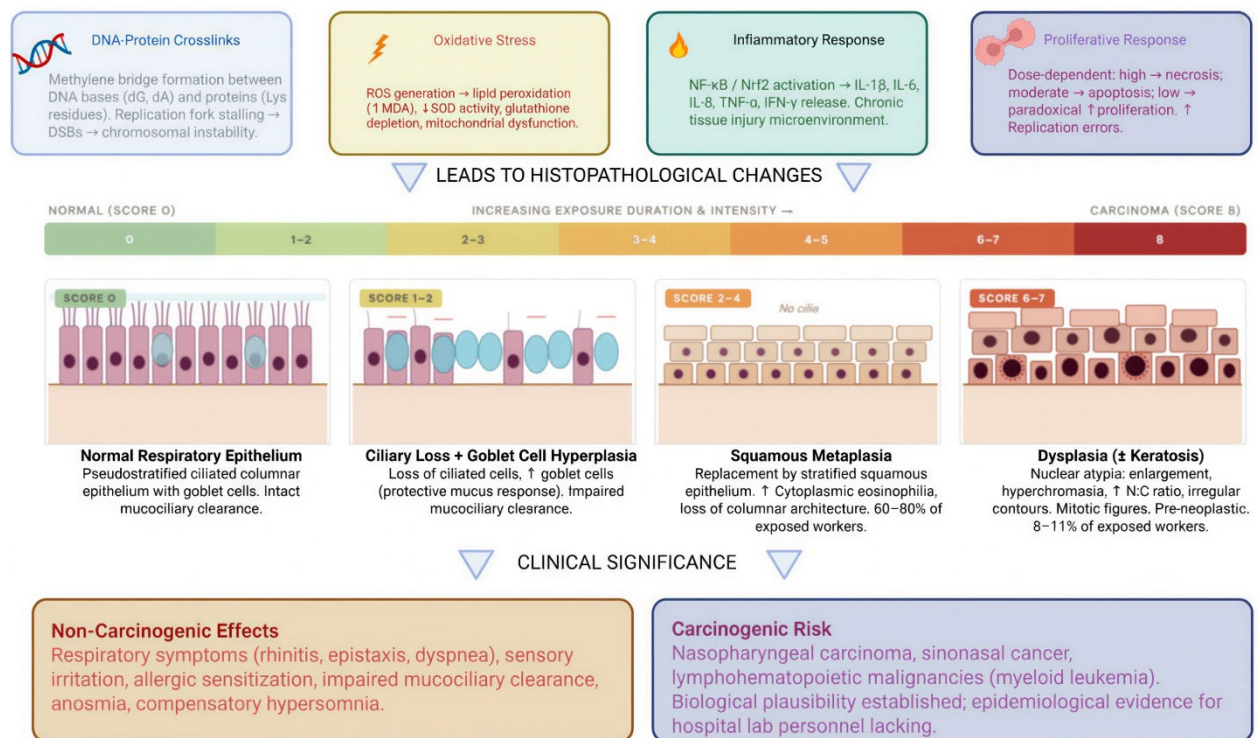 DNA-Protein Crosslinks
Methylene bridge formation between
DNA bases (dG, dA) and proteins (Lys
residues). Replication fork stalling →
DSBs → chromosomal instability.
Oxidative Stress
ROS generation → lipid peroxidation
(1 MDA), ↓SOD activity, glutathione
depletion, mitochondrial dysfunction.
Inflammatory Response
NF-κB / Nrf2 activation → IL-1β, IL-6,
IL-8, TNF-α, IFN-γ release. Chronic
tissue injury microenvironment.
Proliferative Response
Dose-dependent: high → necrosis;
moderate → apoptosis; low →
paradoxical ↑proliferation. ↑
Replication errors.
LEADS TO HISTOPATHOLOGICAL CHANGES
NORMAL (SCORE 0)
INCREASING EXPOSURE DURATION & INTENSITY →
CARCINOMA (SCORE 8)
0
1–2
2–3
3–4
4–5
6–7
8
SCORE 0
Normal Respiratory Epithelium
Pseudostratified ciliated columnar
epithelium with goblet cells. Intact
mucociliary clearance.
SCORE 1–2
Ciliary Loss + Goblet Cell Hyperplasia
Loss of ciliated cells, ↑ goblet cells
(protective mucus response). Impaired
mucociliary clearance.
SCORE 2–4
No cilia
Squamous Metaplasia
Replacement by stratified squamous
epithelium. ↑ Cytoplasmic eosinophilia,
loss of columnar architecture. 60–80% of
exposed workers.
SCORE 6–7
Dysplasia (± Keratosis)
Nuclear atypia: enlargement,
hyperchromasia, ↑ N:C ratio, irregular
contours. Mitotic figures. Pre-neoplastic.
8–11% of exposed workers.
CLINICAL SIGNIFICANCE
Non-Carcinogenic Effects
Respiratory symptoms (rhinitis, epistaxis, dyspnea), sensory
irritation, allergic sensitization, impaired mucociliary clearance,
anosmia, compensatory hypersomnia.
Carcinogenic Risk
Nasopharyngeal carcinoma, sinonasal cancer,
lymphohematopoietic malignancies (myeloid leukemia).
Biological plausibility established; epidemiological evidence for
hospital lab personnel lacking.